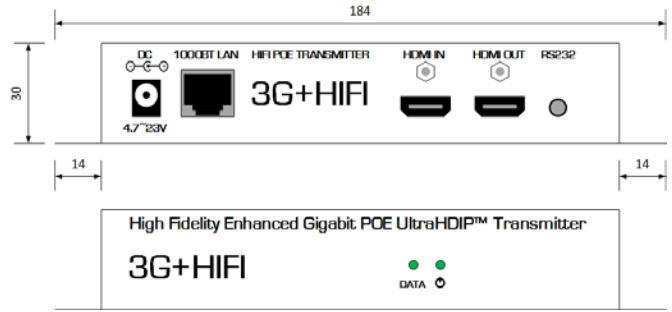 184
DC 1000BT LAN HIFI POE TRANSMITTER HDMI IN HDMI OUT RS232
30
3G+HIFI
4.7~23V
14 14
High Fidelity Enhanced Gigabit POE UltraHDIP™ Transmitter
3G+HIFI
DATA